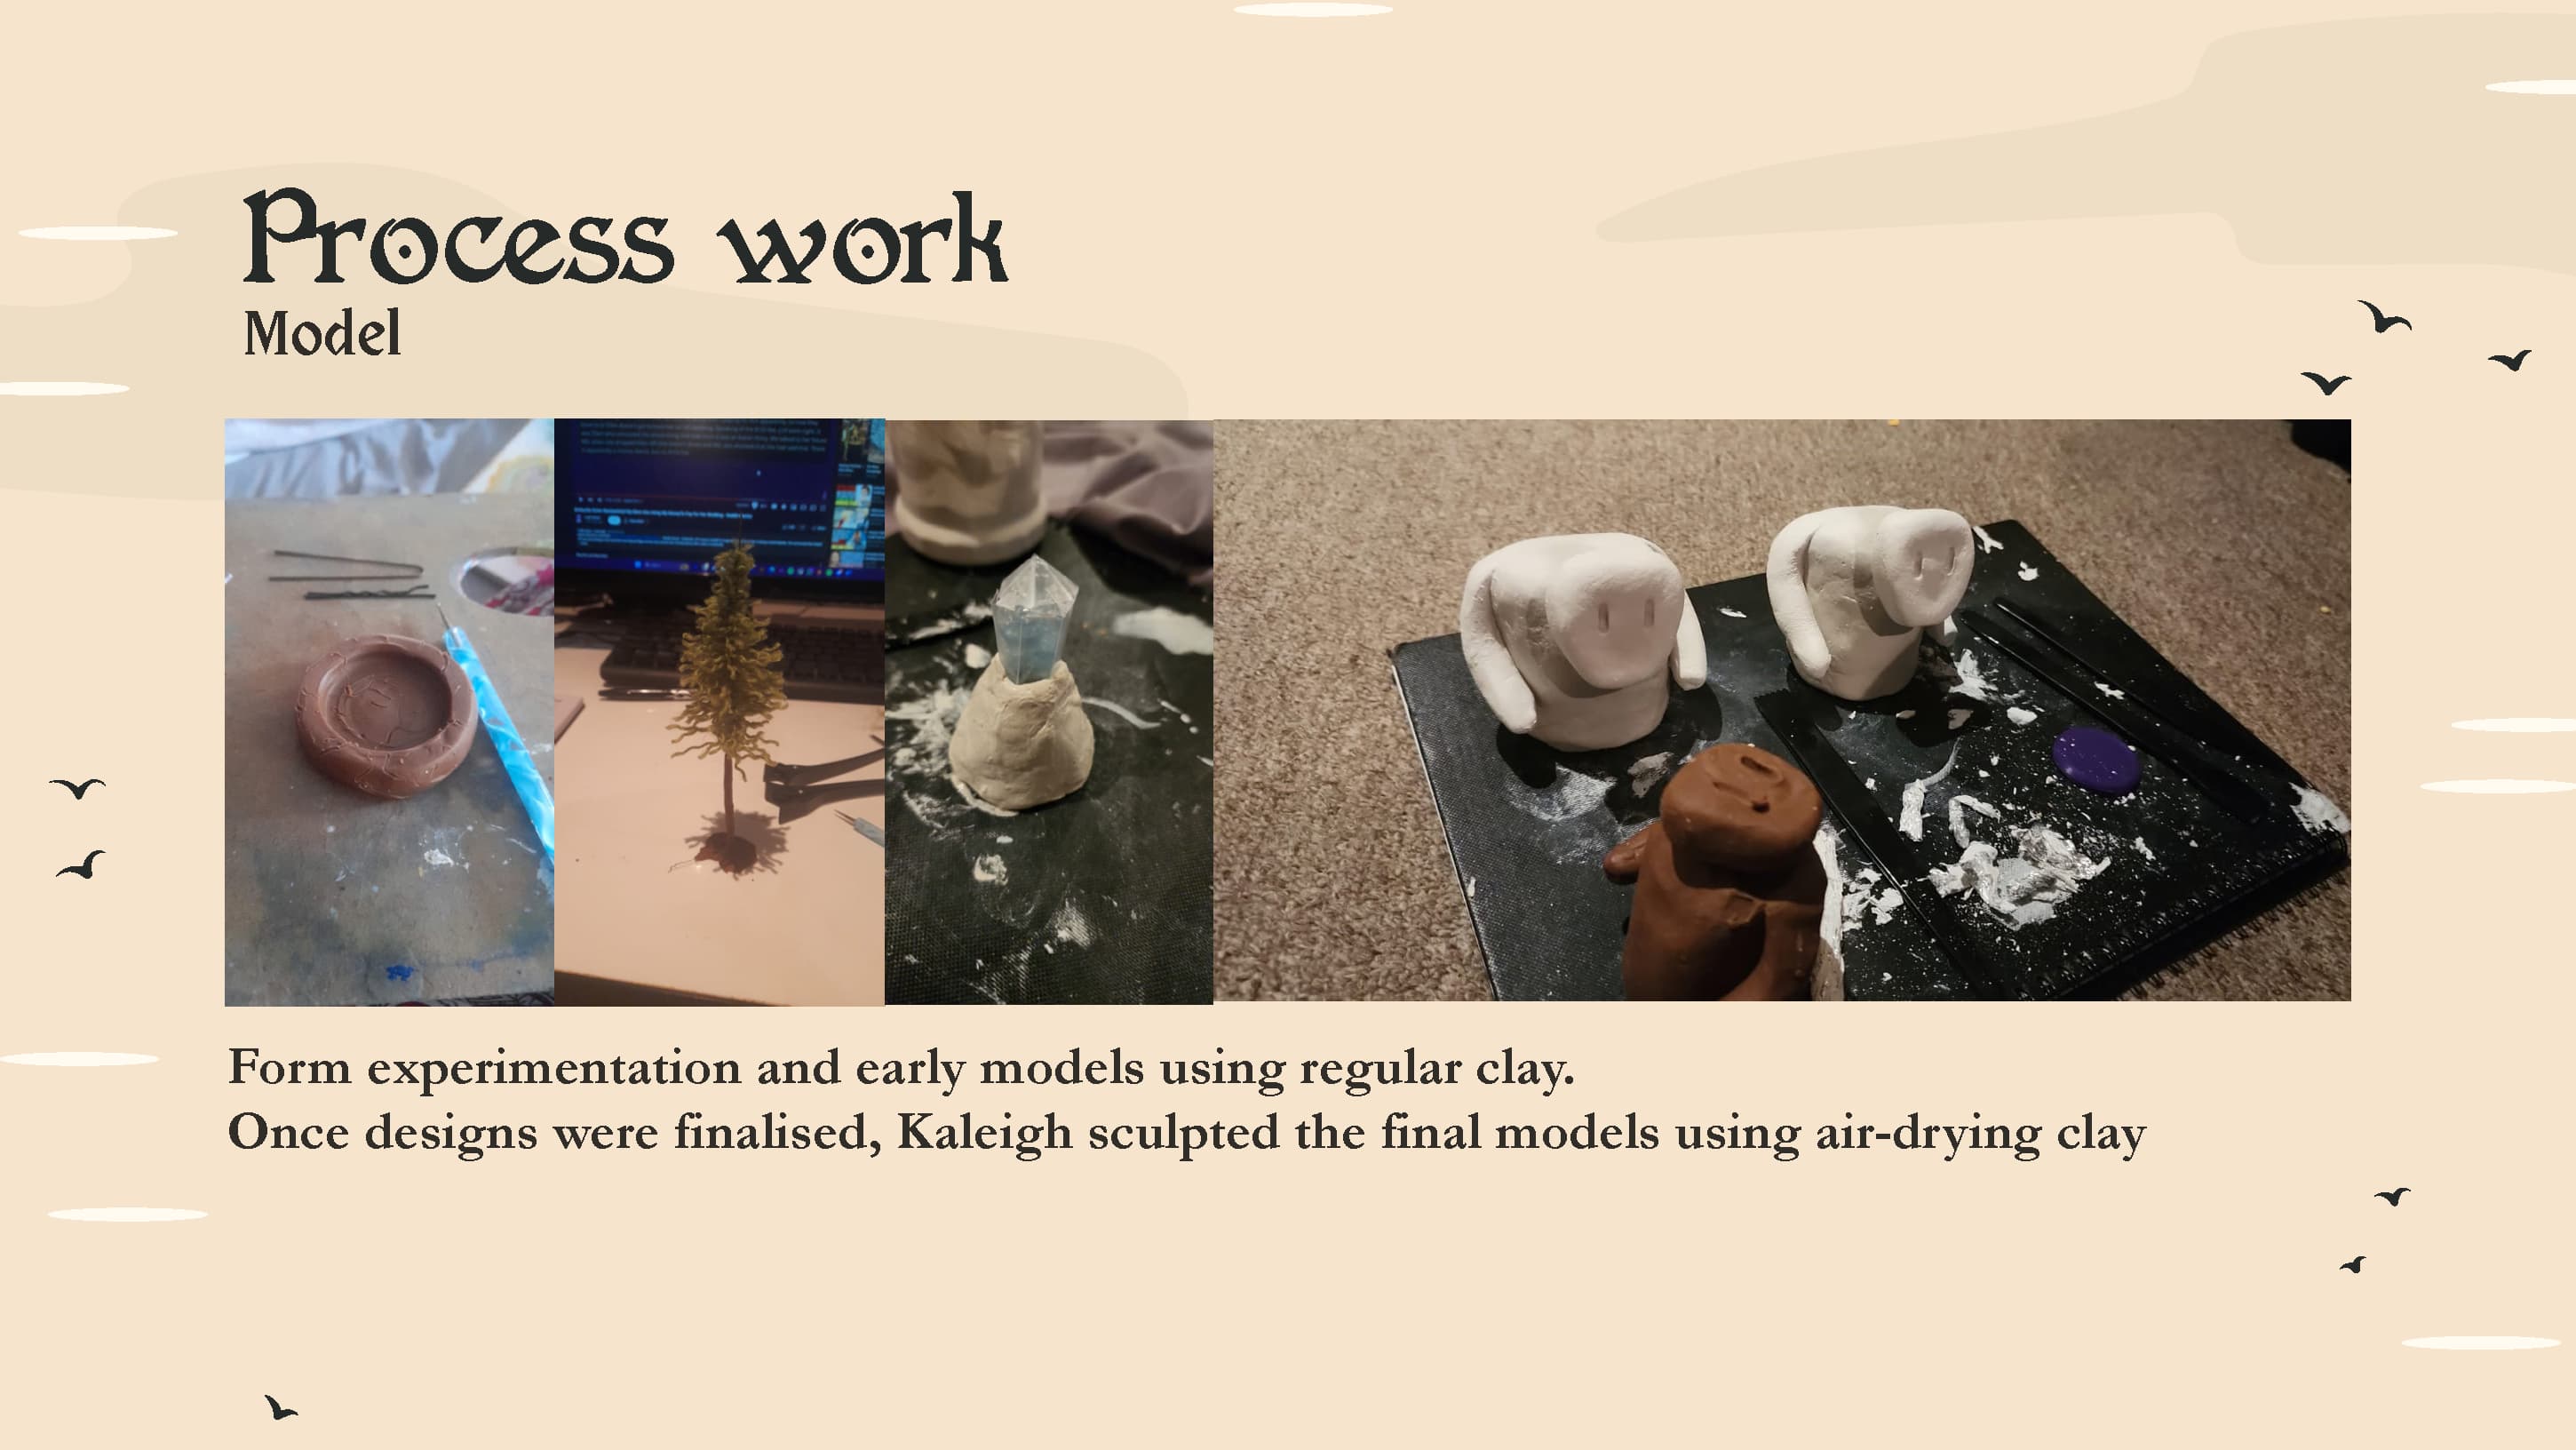 Process work
Model
Form experimentation and early models using regular clay.
Once designs were finalised, Kaleigh sculpted the final models using air-drying clay